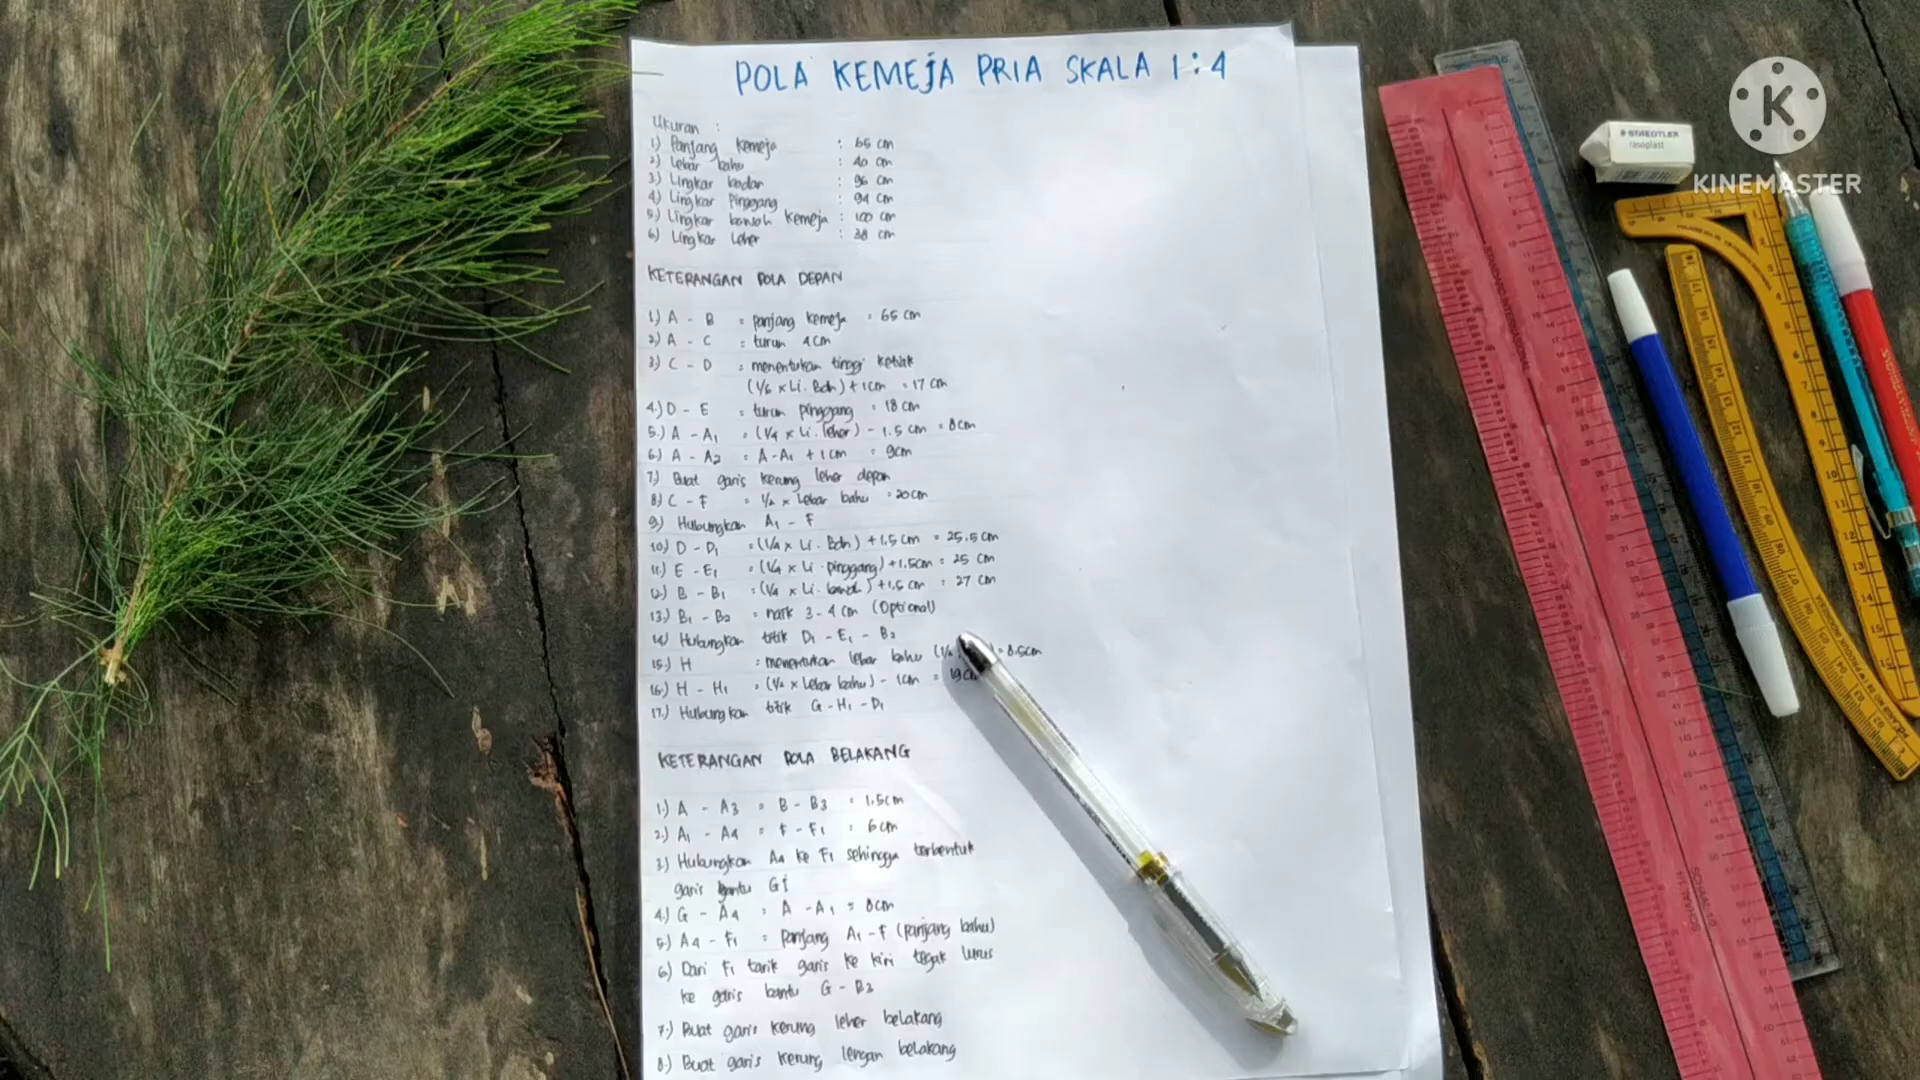 POLA KEMEJA PRIA SKALA 1:4
Ukuran :
1) Panjang kemeja : 65 cm
2) Lebar bahu : 40 cm
3) Lingkar badan : 96 cm
4) Lingkar pinggang : 94 cm
5) Lingkar bawah kemeja : 100 cm
6) Lingkar leher : 38 cm
KETERANGAN POLA DEPAN
1) A - B = panjang kemeja = 65 cm
2) A - C = turun 4 cm
3) C - D = menentukan tinggi ketiak
(1/6 x Li. Bdn) + 1 cm = 17 cm
4.) D - E = turun pinggang = 18 cm
5.) A - A1 = (1/4 x Li. leher) - 1.5 cm = 8 cm
6.) A - A2 = A-A1 + 1 cm = 9 cm
7.) Buat garis kerung leher depan
8) C - F = 1/2 x Lebar bahu = 20 cm
9) Hubungkan A1 - F
10) D - D1 = (1/4 x Li. Bdn) + 1.5 cm = 25.5 cm
11) E - E1 = (1/4 x Li. pinggang) + 1.5 cm = 25 cm
12) B - B1 = (1/4 x Li. bawah) + 1.5 cm = 27 cm
13) B1 - B2 = naik 3-4 cm (Optional)
14) Hubungkan titik D1 - E1 - B2
15.) H = menentukan lebar bahu = 8.5cm
16.) H - H1 = (1/2 x Lebar bahu) - 1cm = 19 cm
17.) Hubungkan titik G - H1 - D1
KETERANGAN POLA BELAKANG
1.) A - A3 = B - B3 = 1.5cm
2.) A1 - A4 = F - F1 = 6 cm
3.) Hubungkan A4 ke F1 sehingga terbentuk
garis bantu G
4.) G - A4 = A - A1 = 8cm
5.) A4 - F1 = panjang A1 - F (panjang bahu)
6.) Dari F1 tarik garis ke kiri tegak lurus
ke garis bantu G - B3
7.) Buat garis kerung leher belakang
8.) Buat garis kerung lengan belakang
STAEDTLER
rasoplast
K
KINEMASTER